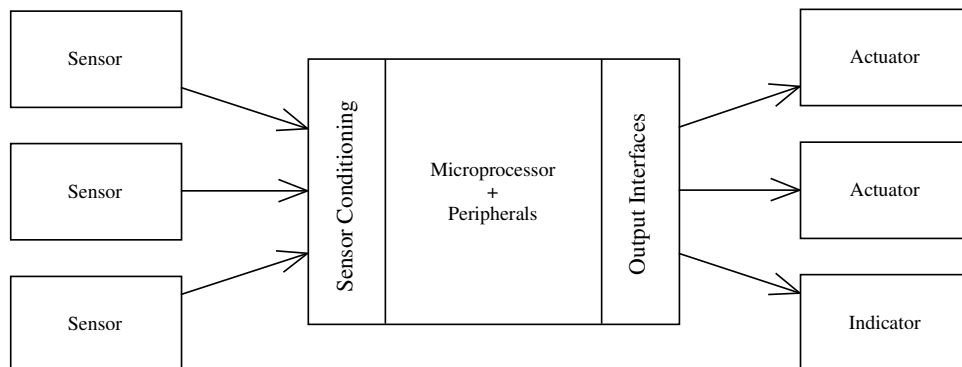 Sensor
Sensor
Sensor
Sensor Conditioning
Microprocessor
+
Peripherals
Output Interfaces
Actuator
Actuator
Indicator